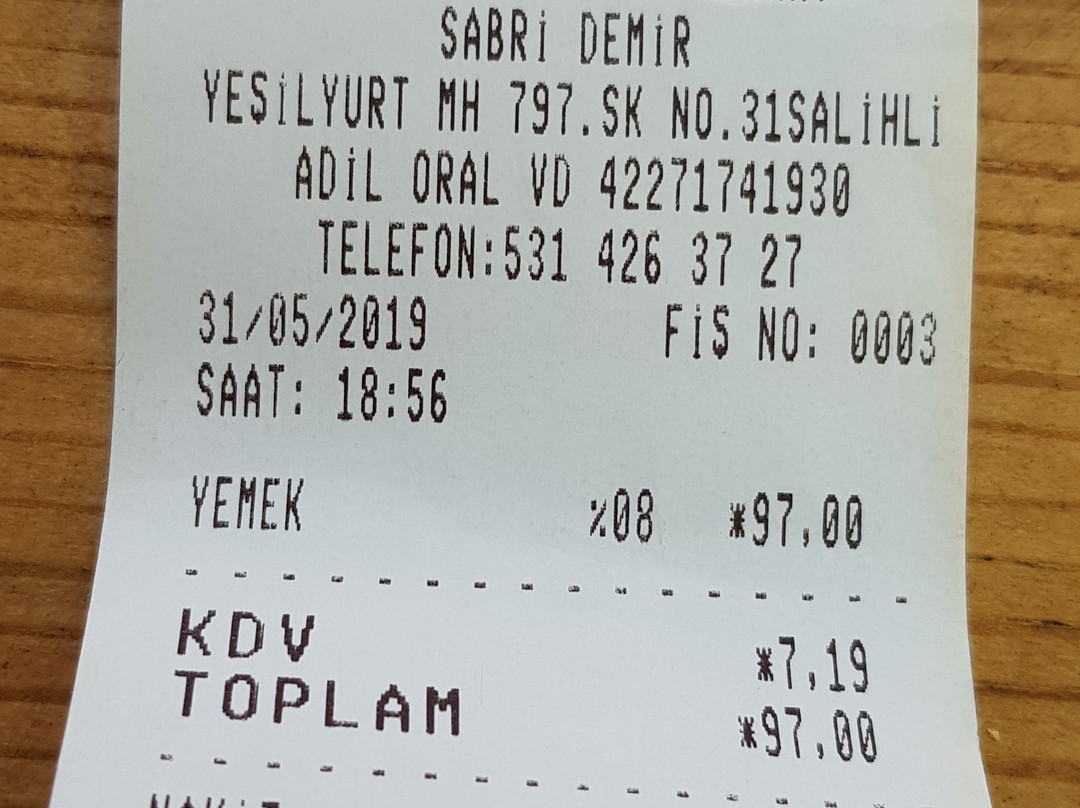 SABRİ DEMİR
YEŞİLYURT MH 797.SK NO.31SALİHLİ
ADİL ORAL VD 42271741930
TELEFON:531 426 37 27
31/05/2019 FİŞ NO: 0003
SAAT: 18:56
YEMEK %08 *97,00
KDV *7,19
TOPLAM *97,00